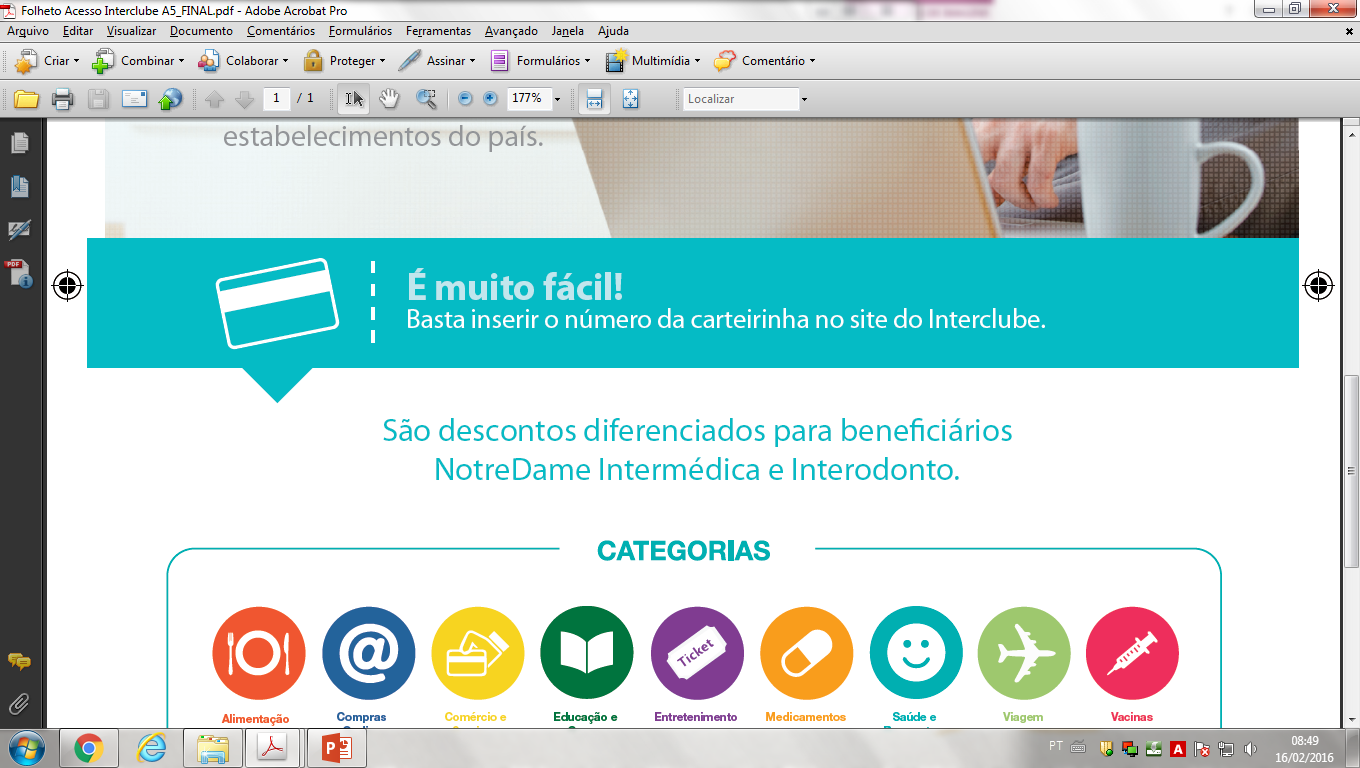 Folheto Acesso Interclube A5_FINAL.pdf - Adobe Acrobat Pro
Arquivo Editar Visualizar Documento Comentários Formulários Ferramentas Avançado Janela Ajuda
Criar Combinar Colaborar Proteger Assinar Formulários Multimídia Comentário
1 / 1 177% Localizar
estabelecimentos do país.
É muito fácil!
Basta inserir o número da carteirinha no site do Interclube.
São descontos diferenciados para beneficiários
NotreDame Intermédica e Interodonto.
CATEGORIAS
Ticket
Alimentação Compras Comércio e Educação e Entretenimento Medicamentos Saúde e Viagem Vacinas
PT 08:49
16/02/2016